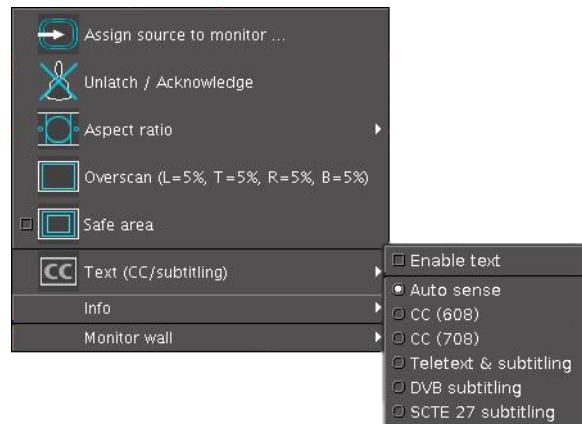 Assign source to monitor ...
Unlatch / Acknowledge
Aspect ratio
Overscan (L=5%, T=5%, R=5%, B=5%)
Safe area
CC Text (CC/subtitling)
Info
Monitor wall
Enable text
Auto sense
CC (608)
CC (708)
Teletext & subtitling
DVB subtitling
SCTE 27 subtitling